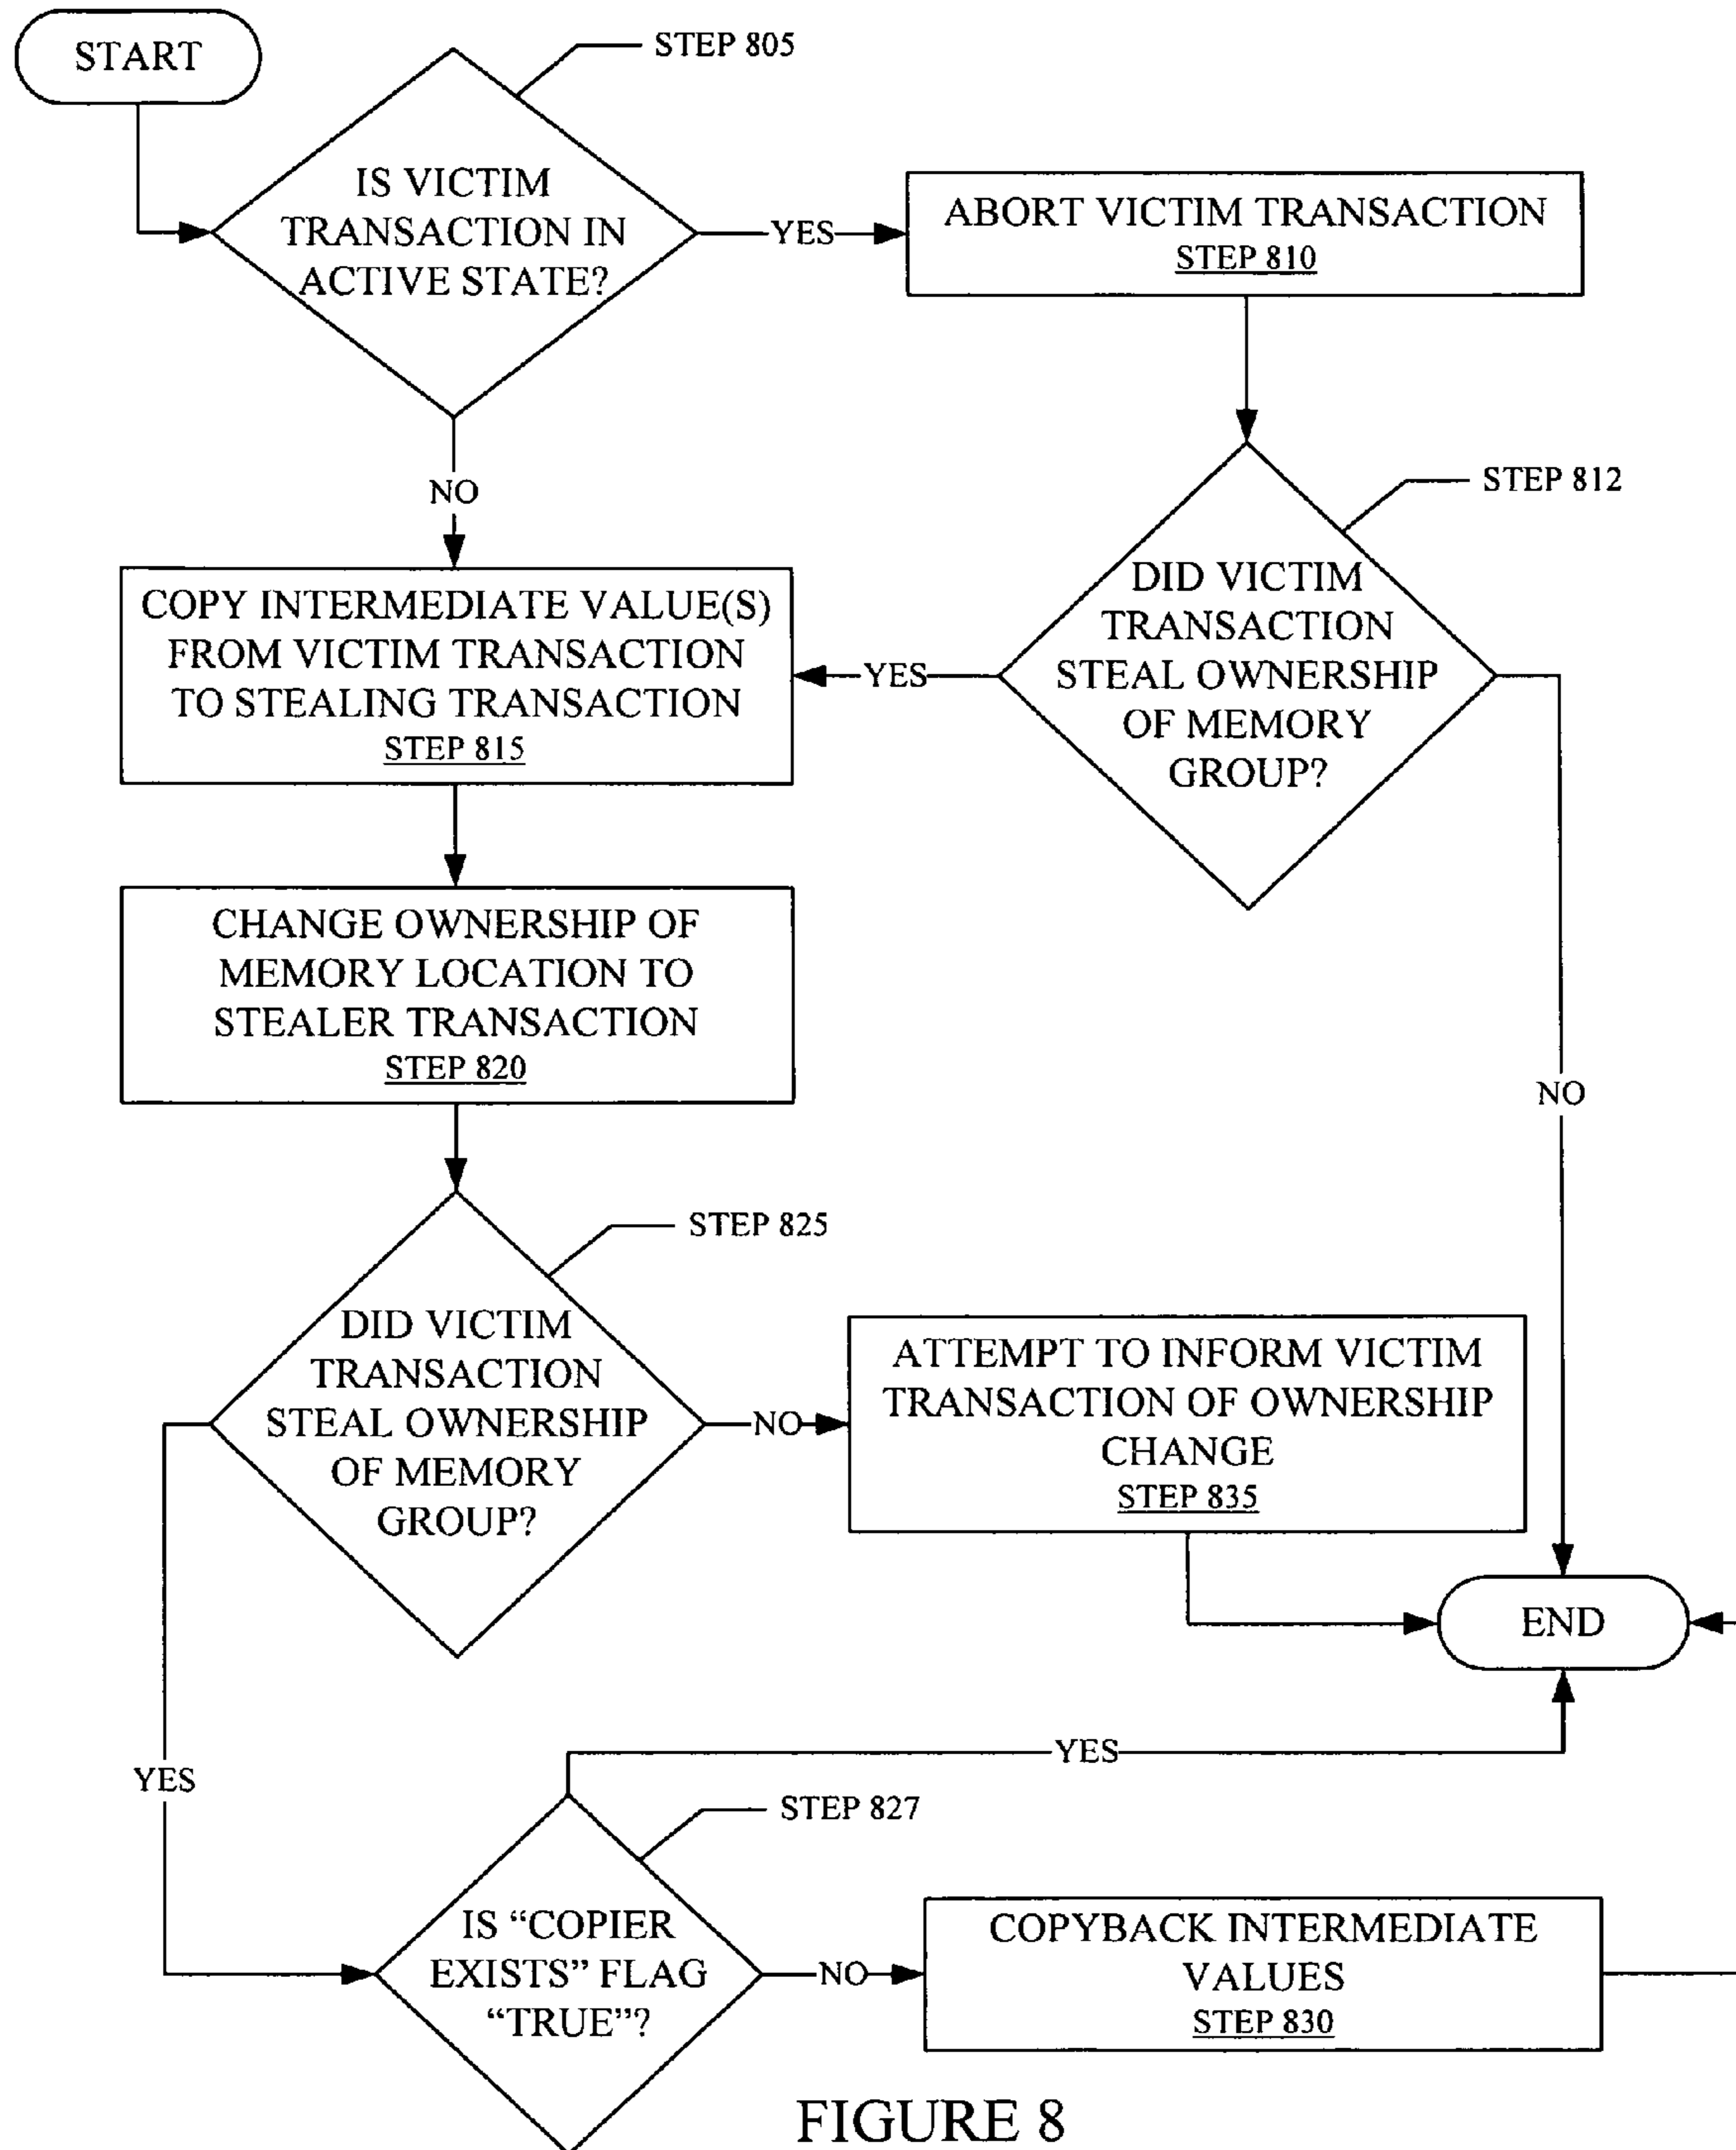 START
STEP 805
IS VICTIM
TRANSACTION IN
ACTIVE STATE?
YES
ABORT VICTIM TRANSACTION
STEP 810
NO
STEP 812
DID VICTIM
TRANSACTION
STEAL OWNERSHIP
OF MEMORY
GROUP?
YES
COPY INTERMEDIATE VALUE(S)
FROM VICTIM TRANSACTION
TO STEALING TRANSACTION
STEP 815
CHANGE OWNERSHIP OF
MEMORY LOCATION TO
STEALER TRANSACTION
STEP 820
NO
STEP 825
DID VICTIM
TRANSACTION
STEAL OWNERSHIP
OF MEMORY
GROUP?
NO
ATTEMPT TO INFORM VICTIM
TRANSACTION OF OWNERSHIP
CHANGE
STEP 835
END
YES
YES
STEP 827
IS “COPIER
EXISTS” FLAG
“TRUE”?
NO
COPYBACK INTERMEDIATE
VALUES
STEP 830
FIGURE 8